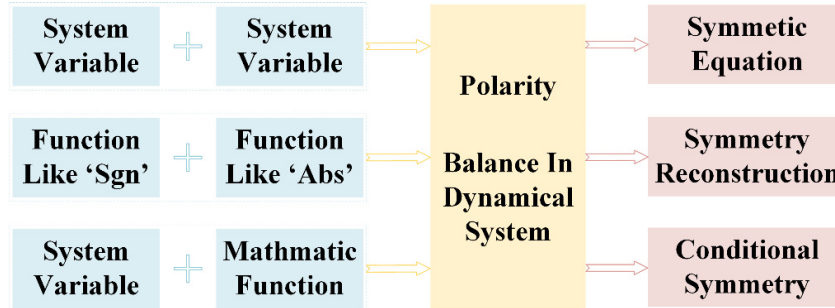 System
Variable
System
Variable
Symmetic
Equation
Polarity
Balance In
Dynamical
System
Function
Like ‘Sgn’
Function
Like ‘Abs’
Symmetry
Reconstruction
System
Variable
Mathmatic
Function
Conditional
Symmetry